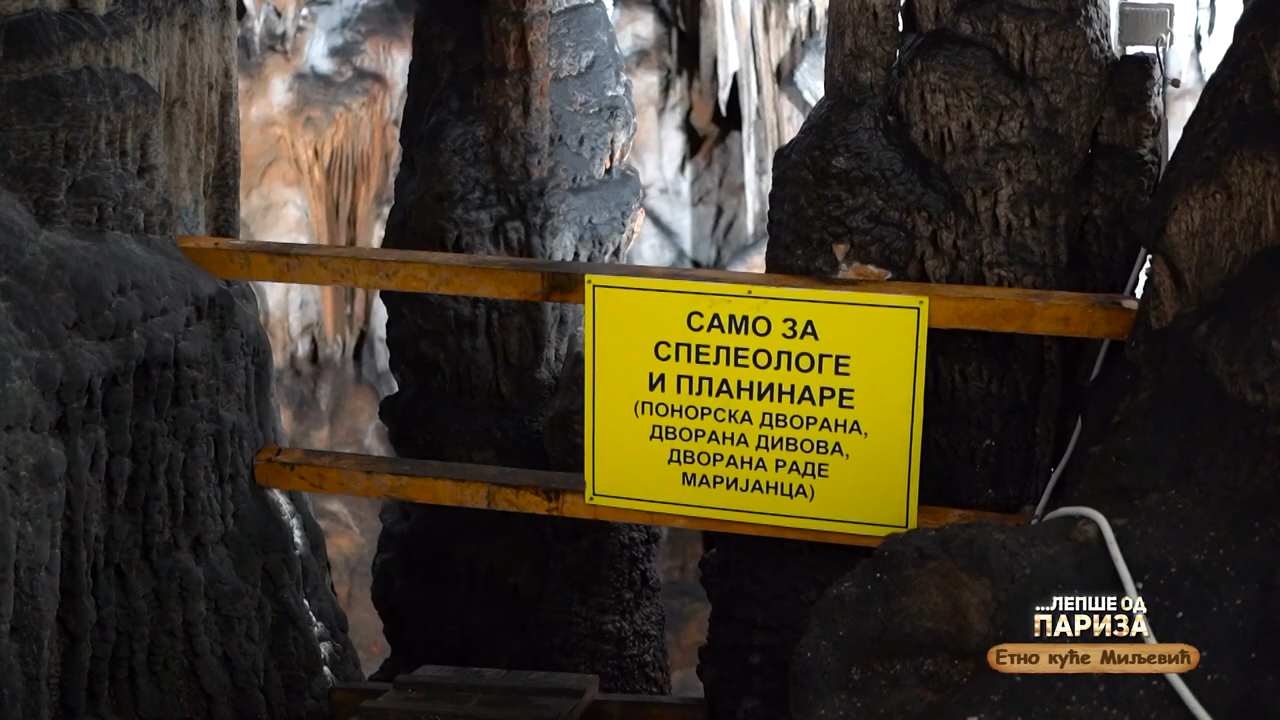 САМО ЗА
СПЕЛЕОЛОГЕ
И ПЛАНИНАРЕ
(ПОНОРСКА ДВОРАНА,
ДВОРАНА ДИВОВА,
ДВОРАНА РАДЕ
МАРИЈАНЦА)
...ЛЕПШЕ ОД
ПАРИЗА
Етно куће Миљевић